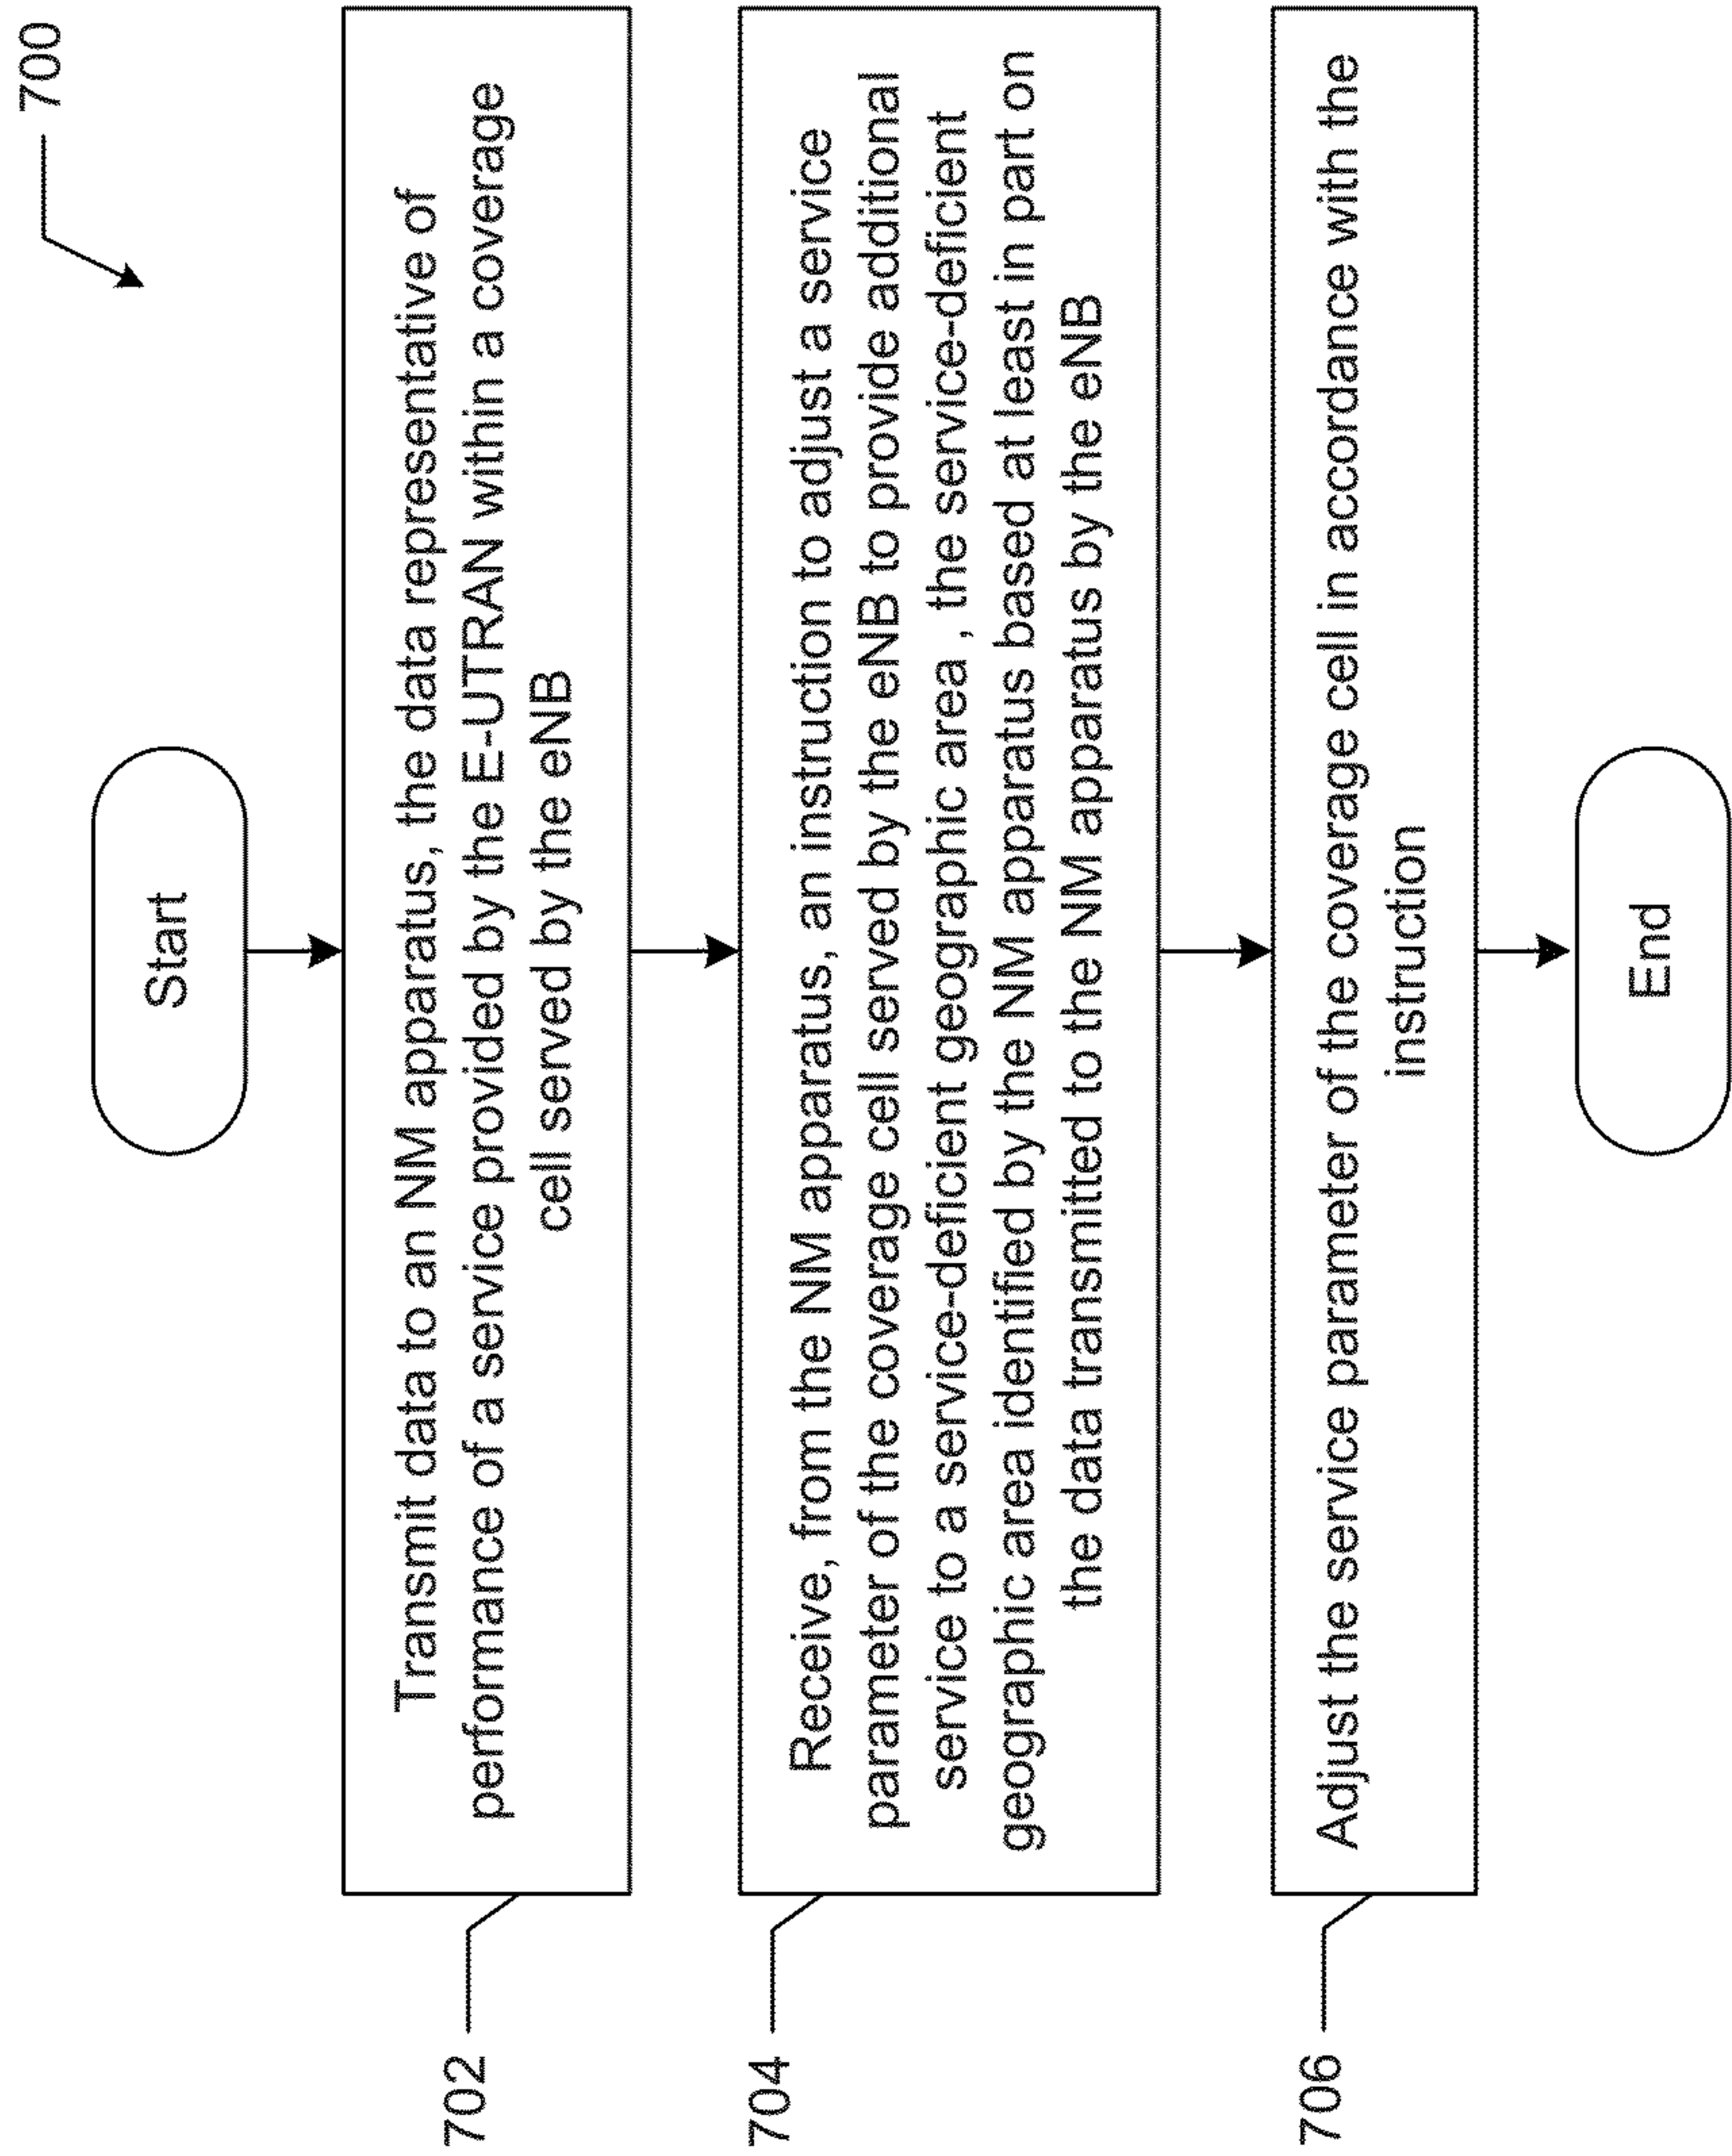 700
Start
702
Transmit data to an NM apparatus, the data representative of
performance of a service provided by the E-UTRAN within a coverage
cell served by the eNB
704
Receive, from the NM apparatus, an instruction to adjust a service
parameter of the coverage cell served by the eNB to provide additional
service to a service-deficient geographic area , the service-deficient
geographic area identified by the NM apparatus based at least in part on
the data transmitted to the NM apparatus by the eNB
706
Adjust the service parameter of the coverage cell in accordance with the
instruction
End